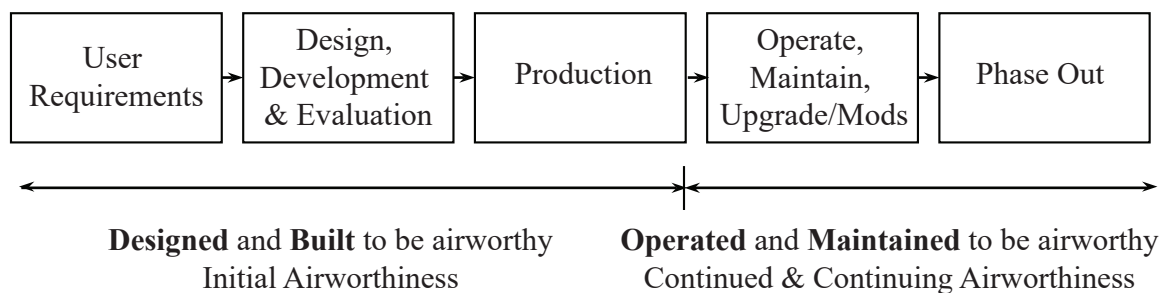 User
Requirements
Design,
Development
& Evaluation
Production
Operate,
Maintain,
Upgrade/Mods
Phase Out
Designed and Built to be airworthy
Initial Airworthiness
Operated and Maintained to be airworthy
Continued & Continuing Airworthiness